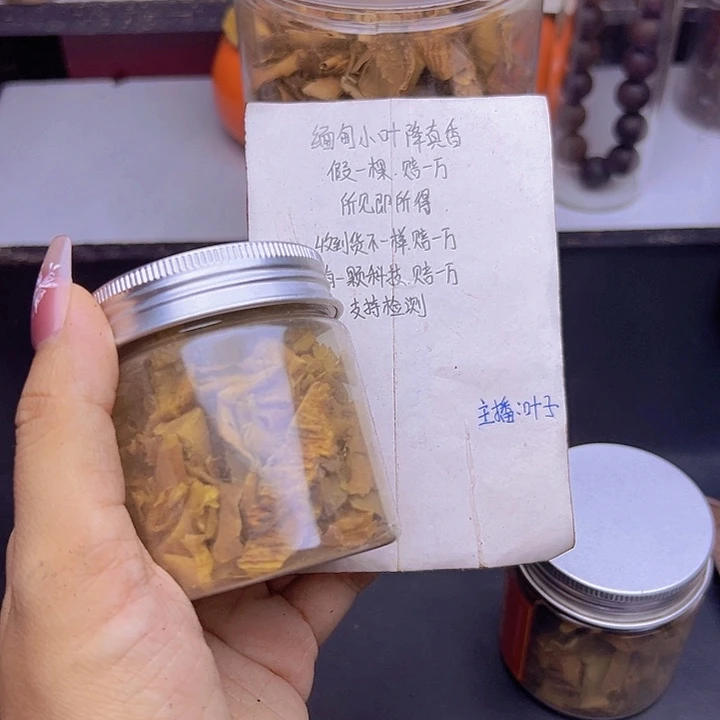 缅甸小叶降真香
假一棵.赔一万
所见即所得.
收到货不一样.赔一万
一颗科技.赔一万
支持检测
主播:叶子